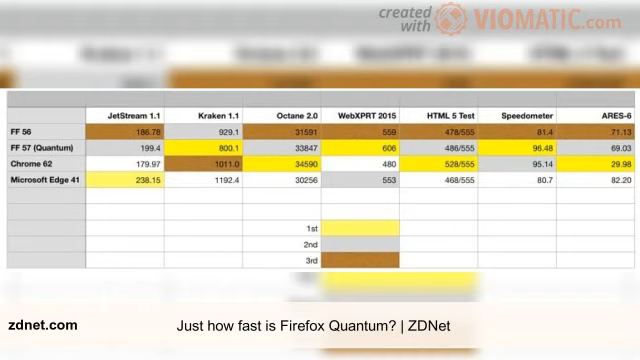 created with VIOMATIC.com
JetStream 1.1 Kraken 1.1 Octane 2.0 WebXPRT 2015 HTML 5 Test Speedometer ARES-6
FF 56 186.78 929.1 31591 559 478/555 81.4 71.13
FF 57 (Quantum) 199.4 800.1 33847 606 486/555 96.48 69.03
Chrome 62 179.97 1011.0 34590 480 528/555 95.14 29.98
Microsoft Edge 41 238.15 1192.4 30256 553 468/555 80.7 82.20
1st
2nd
3rd
zdnet.com Just how fast is Firefox Quantum? | ZDNet